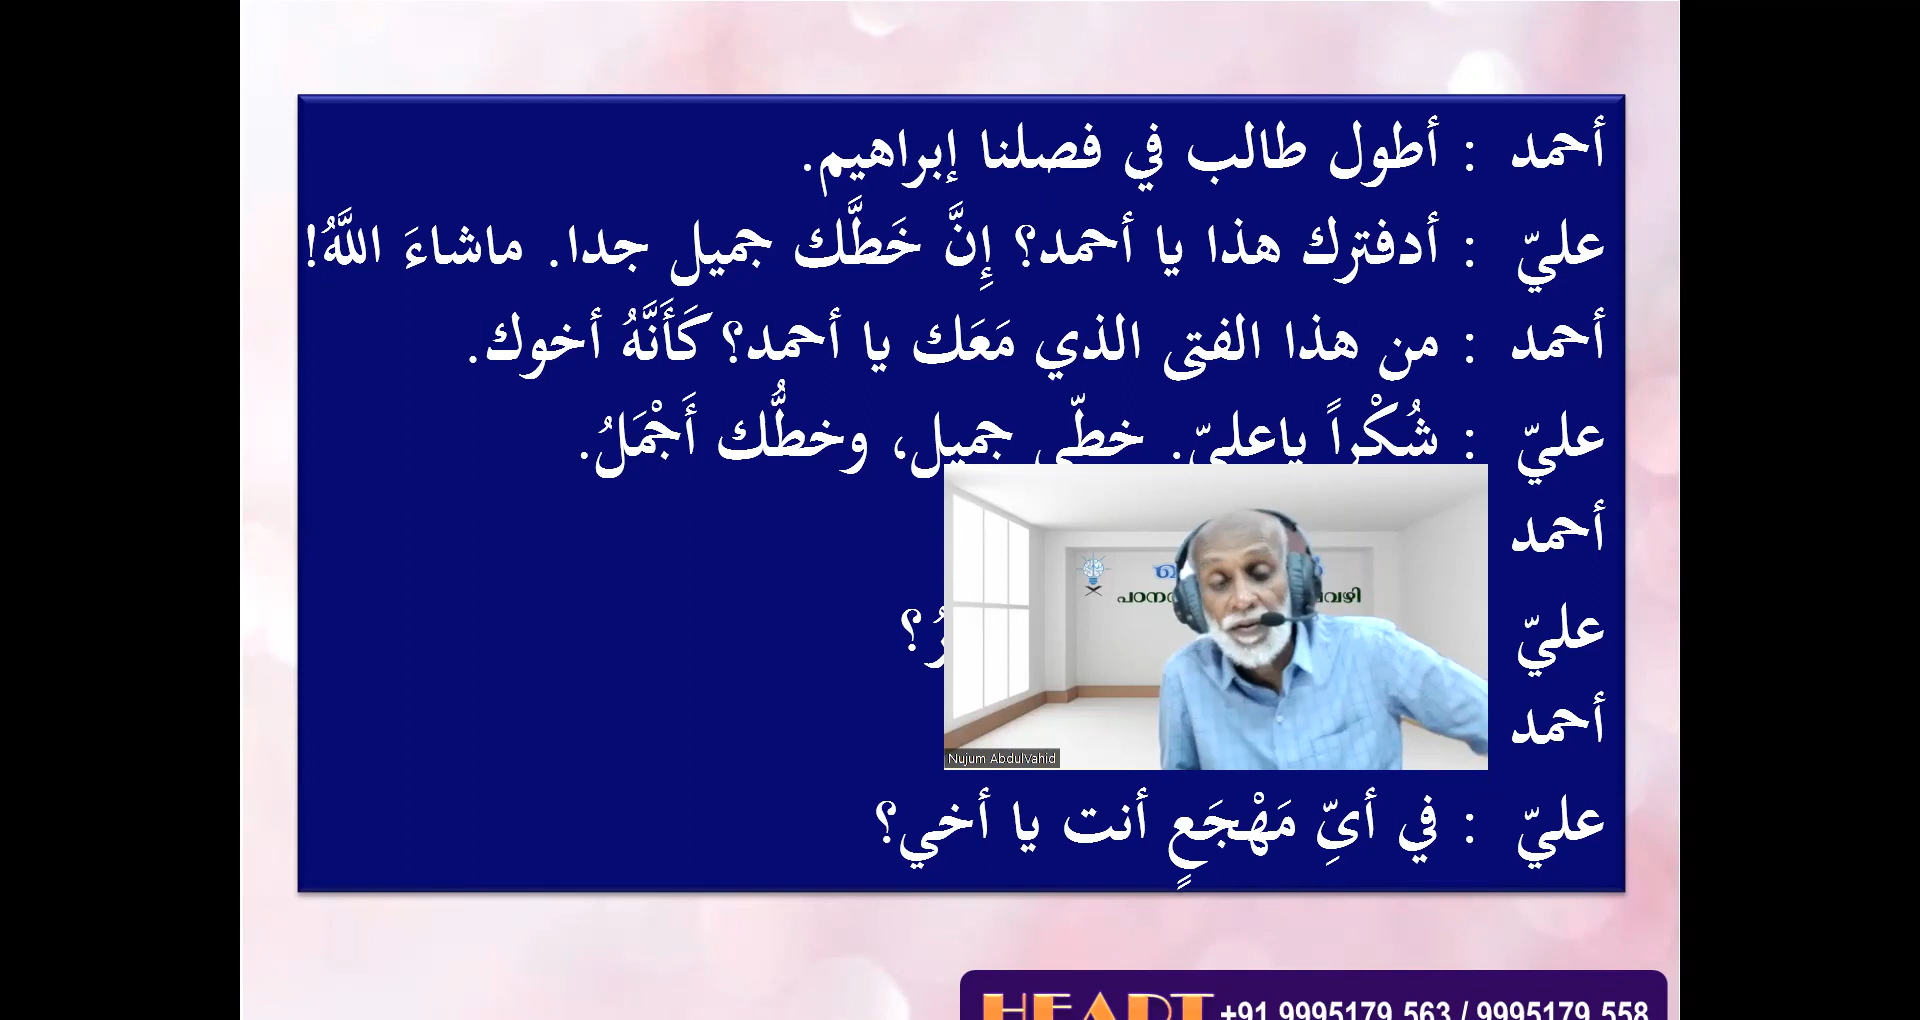 أحمد : أطول طالب في فصلنا إبراهيم.
عليّ : أدفترك هذا يا أحمد؟ إِنَّ خَطَّك جميل جدا. ماشاءَ اللَّهُ!
أحمد : من هذا الفتى الذي مَعَك يا أحمد؟ كَأَنَّهُ أخوك.
عليّ : شُكْراً ياعليّ. خطّي جميل، وخطُّك أَجْمَلُ.
أحمد
عليّ
أحمد
عليّ : في أيِّ مَهْجَعٍ أنت يا أخي؟
Nujum AbdulVahid
HEART +91 9995179 563 / 9995179 558